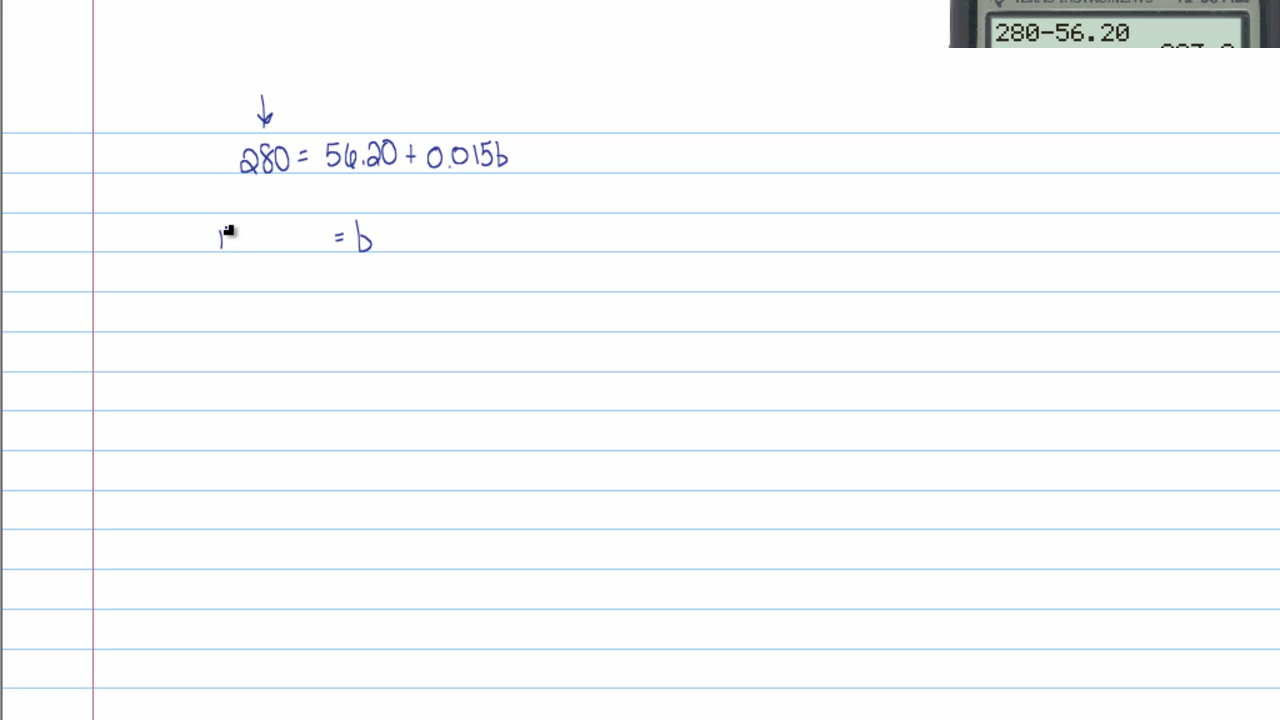 280-56.20
280 = 56.20 + 0.015b
= b